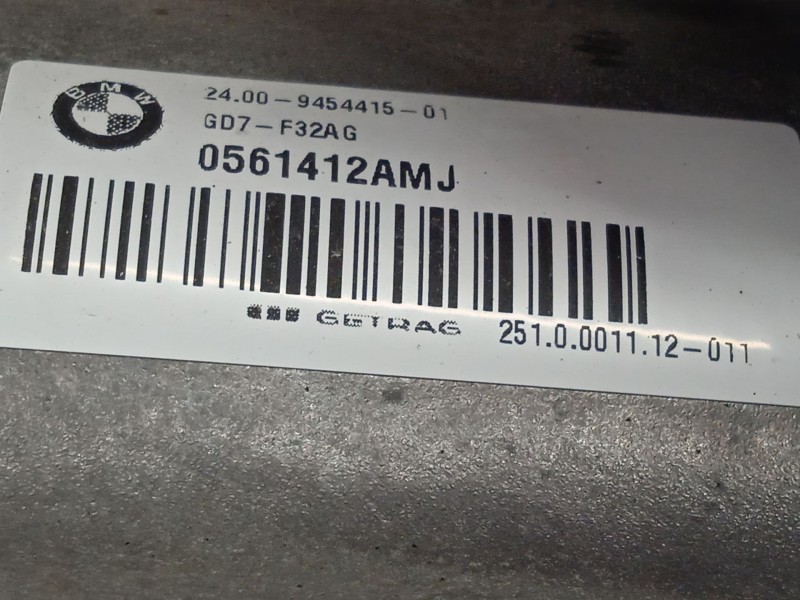 BMW
24.00-9454415-01
GD7-F32AG
0561412AMJ
GETRAG 251.0.0011.12-011